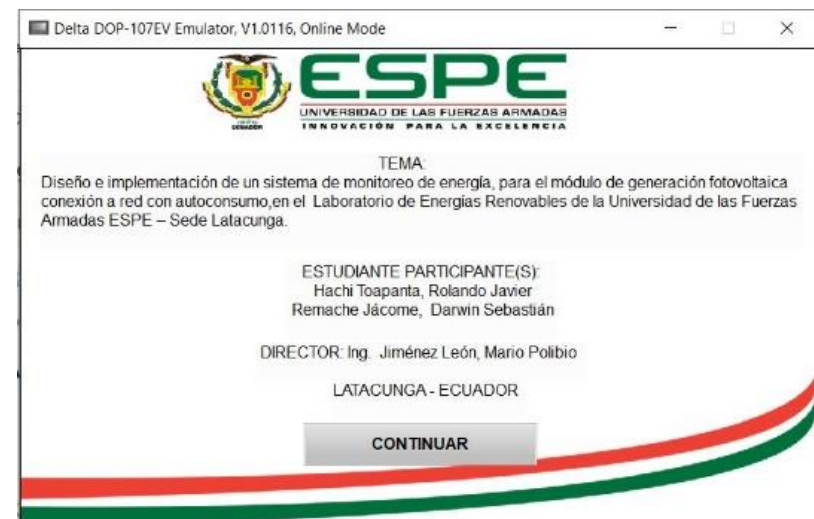 Delta DOP-107EV Emulator, V1.0116, Online Mode
ESPE
UNIVERSIDAD DE LAS FUERZAS ARMADAS
INNOVACIÓN PARA LA EXCELENCIA
TEMA:
Diseño e implementación de un sistema de monitoreo de energía, para el módulo de generación fotovoltaica
conexión a red con autoconsumo,en el Laboratorio de Energías Renovables de la Universidad de las Fuerzas
Armadas ESPE – Sede Latacunga.
ESTUDIANTE PARTICIPANTE(S):
Hachi Toapanta, Rolando Javier
Remache Jácome, Darwin Sebastián
DIRECTOR: Ing. Jiménez León, Mario Polibio
LATACUNGA - ECUADOR
CONTINUAR